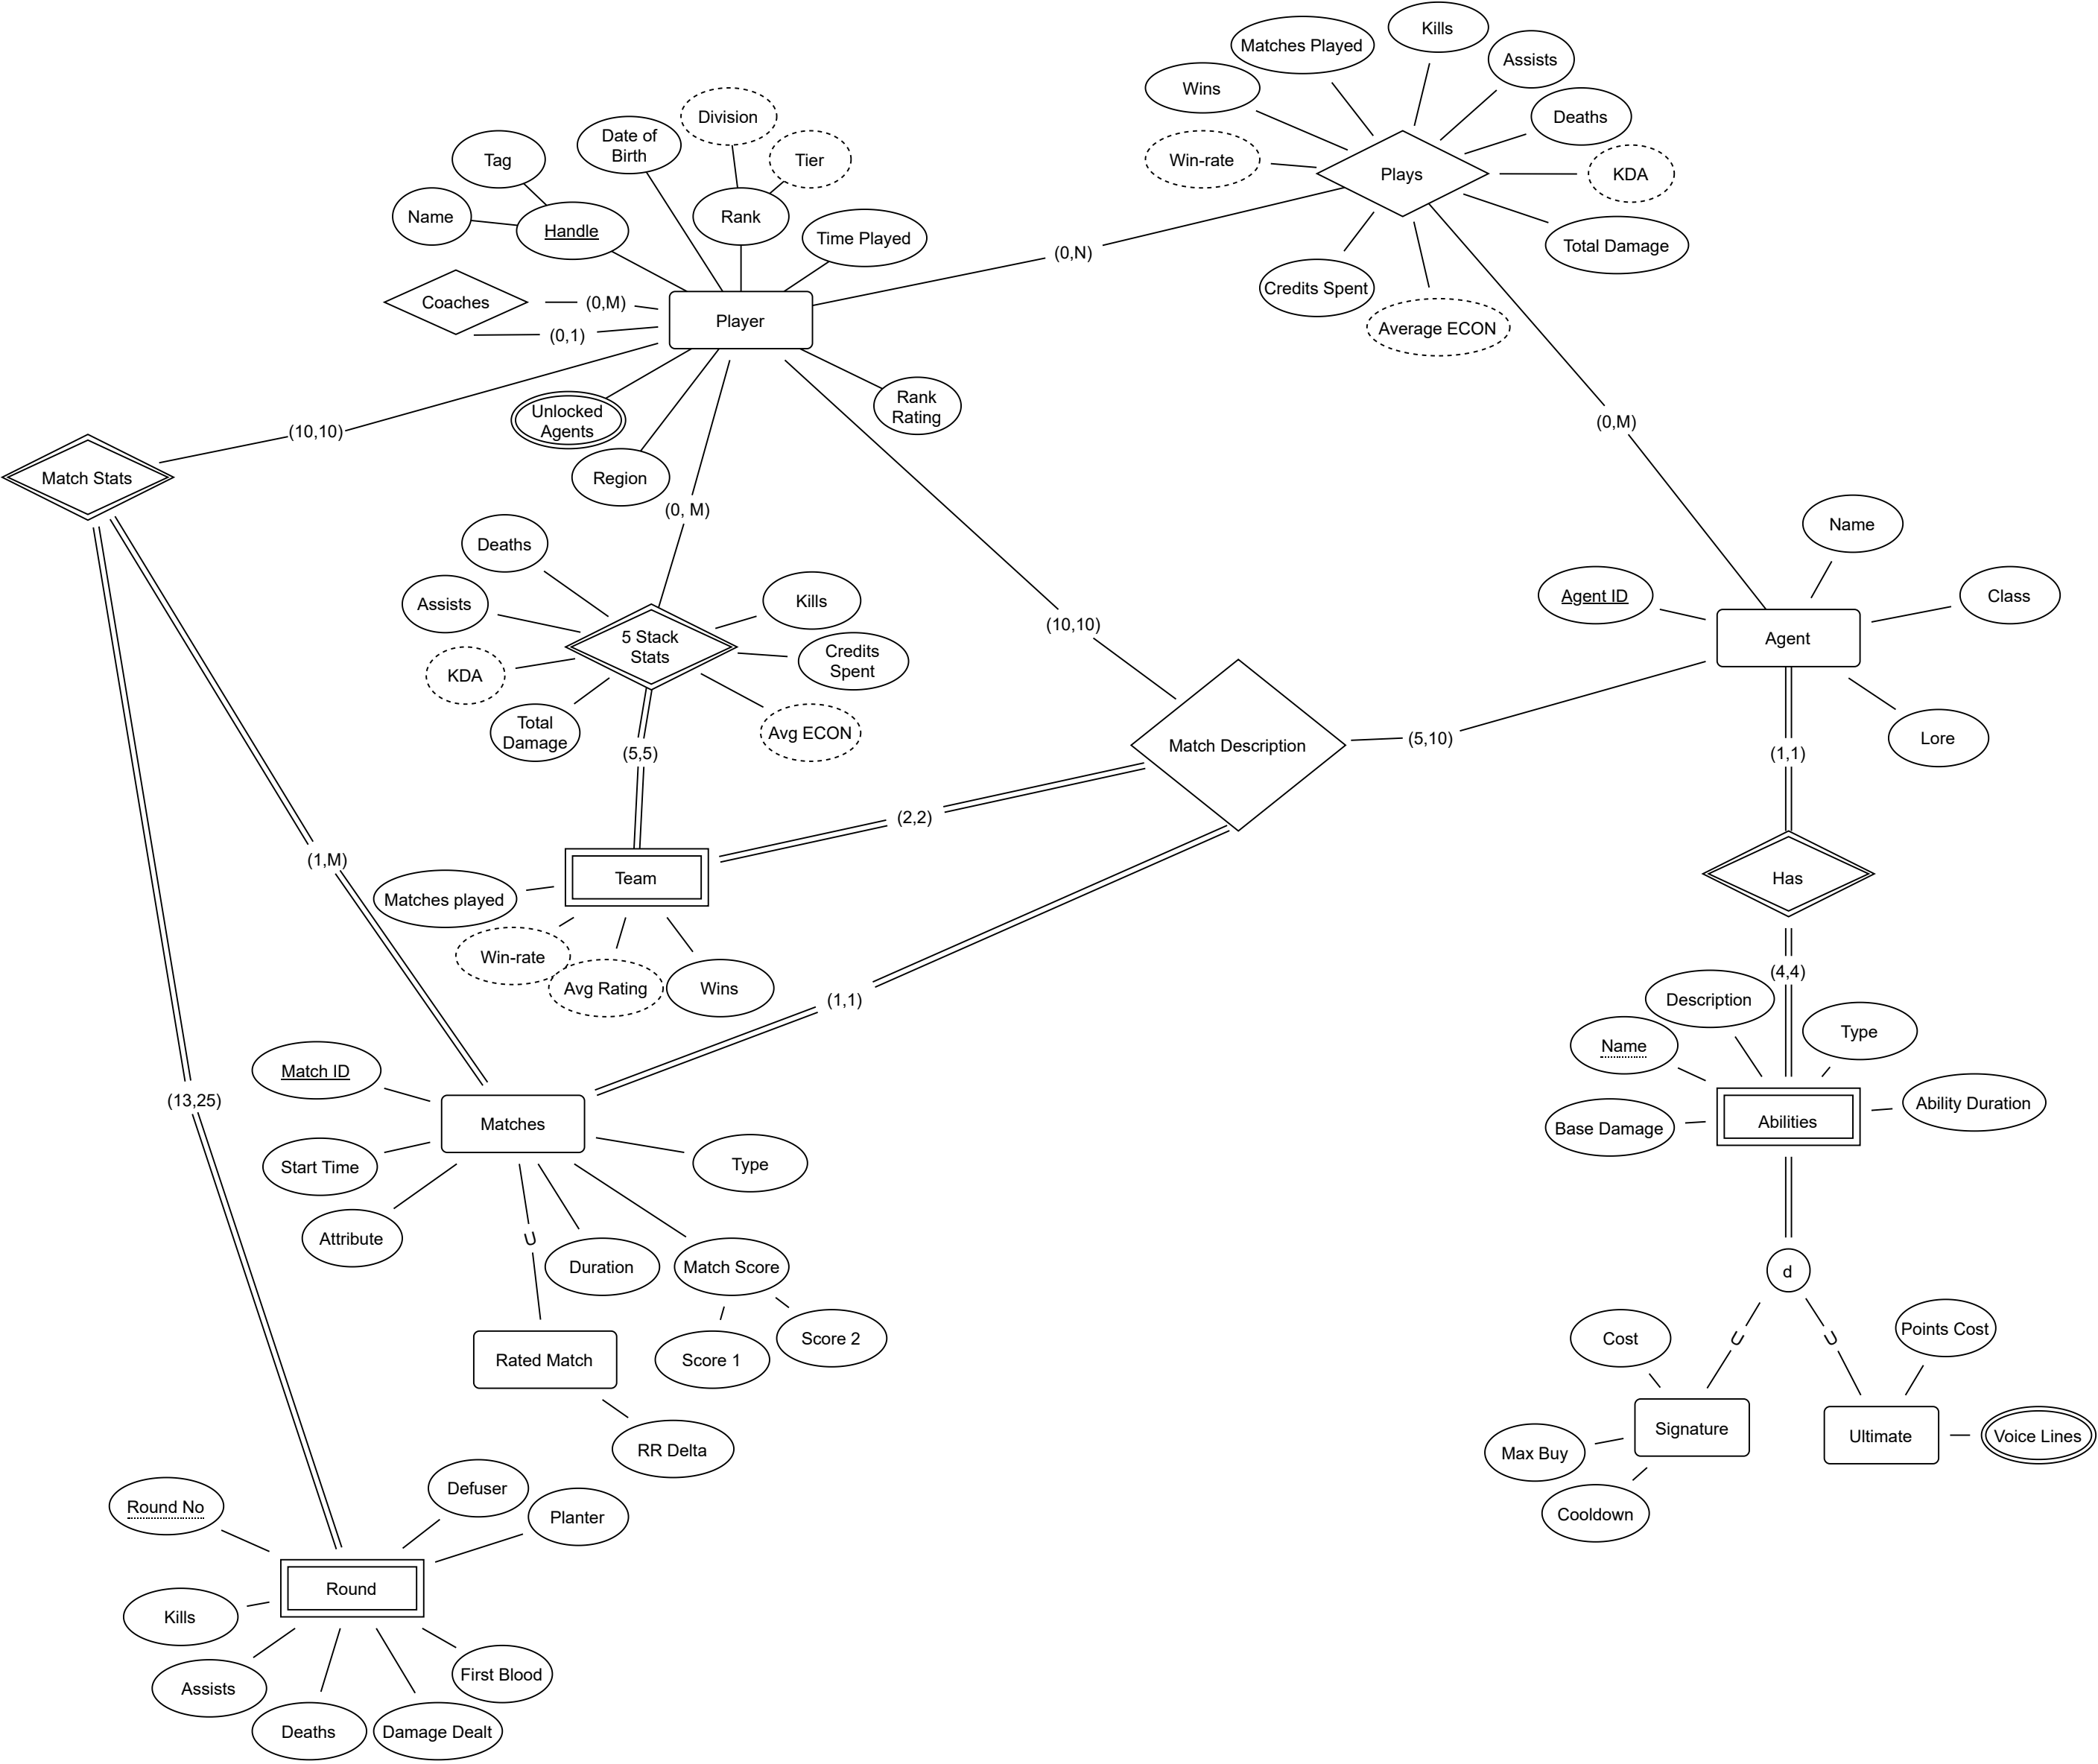 Kills
Matches Played
Assists
Wins
Deaths
Division
Date of
Birth
Tier
Tag
Win-rate
Plays
KDA
Name
Handle
Rank
Time Played
Total Damage
(0,N)
Credits Spent
Average ECON
Coaches
(0,M)
(0,1)
Player
Rank
Rating
Unlocked
Agents
(10,10)
(0,M)
Match Stats
Region
(0, M)
Name
Deaths
Agent ID
Class
Assists
Kills
(10,10)
Agent
5 Stack
Stats
KDA
Credits
Spent
Total
Damage
Avg ECON
Match Description
(5,10)
Lore
(5,5)
(1,1)
(2,2)
(1,M)
Team
Has
Matches played
Win-rate
Avg Rating
Wins
(4,4)
(1,1)
Description
Type
Name
Match ID
(13,25)
Ability Duration
Matches
Abilities
Base Damage
Start Time
Type
Attribute
Duration
Match Score
d
Score 1
Score 2
Rated Match
Cost
Points Cost
Signature
Ultimate
Voice Lines
RR Delta
Max Buy
Cooldown
Round No
Defuser
Planter
Round
Kills
First Blood
Assists
Deaths
Damage Dealt